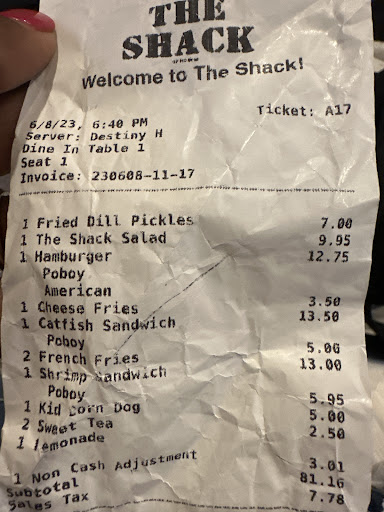 THE
SHACK
Welcome to The Shack!
Ticket: A17
6/8/23, 6:40 PM
Server: Destiny H
Dine In Table 1
Seat 1
Invoice: 230608-11-17
1 Fried Dill Pickles 7.00
1 The Shack Salad 9.95
1 Hamburger 12.75
Poboy
American
1 Cheese Fries 3.50
1 Catfish Sandwich 13.50
Poboy
2 French Fries 5.00
1 Shrimp Sandwich 13.00
Poboy
1 Kid Corn Dog 5.95
2 Sweet Tea 5.00
1 lemonade 2.50
1 Non Cash Adjustment 3.01
Subtotal 81.16
Sales Tax 7.78